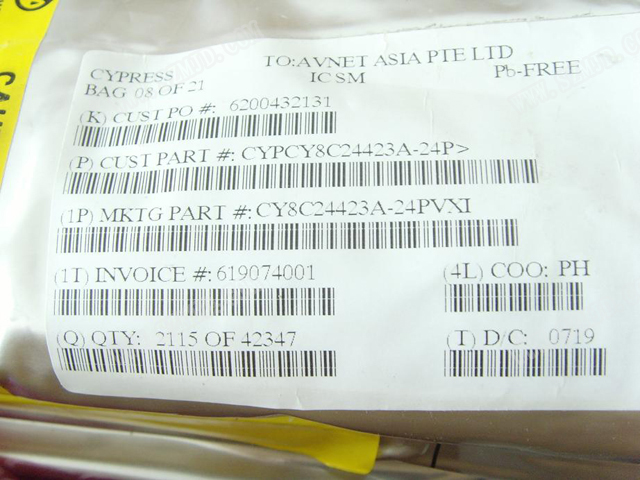 TO:AVNET ASIA PTE LTD
CYPRESS IC SM Pb-FREE
BAG 08 OF 21
(K) CUST PO #: 6200432131
(P) CUST PART #: CYPCY8C24423A-24P>
(1P) MKTG PART #:CY8C24423A-24PVXI
(1T) INVOICE #:619074001 (4L) COO: PH
(Q) QTY: 2115 OF 42347 (T) D/C: 0719